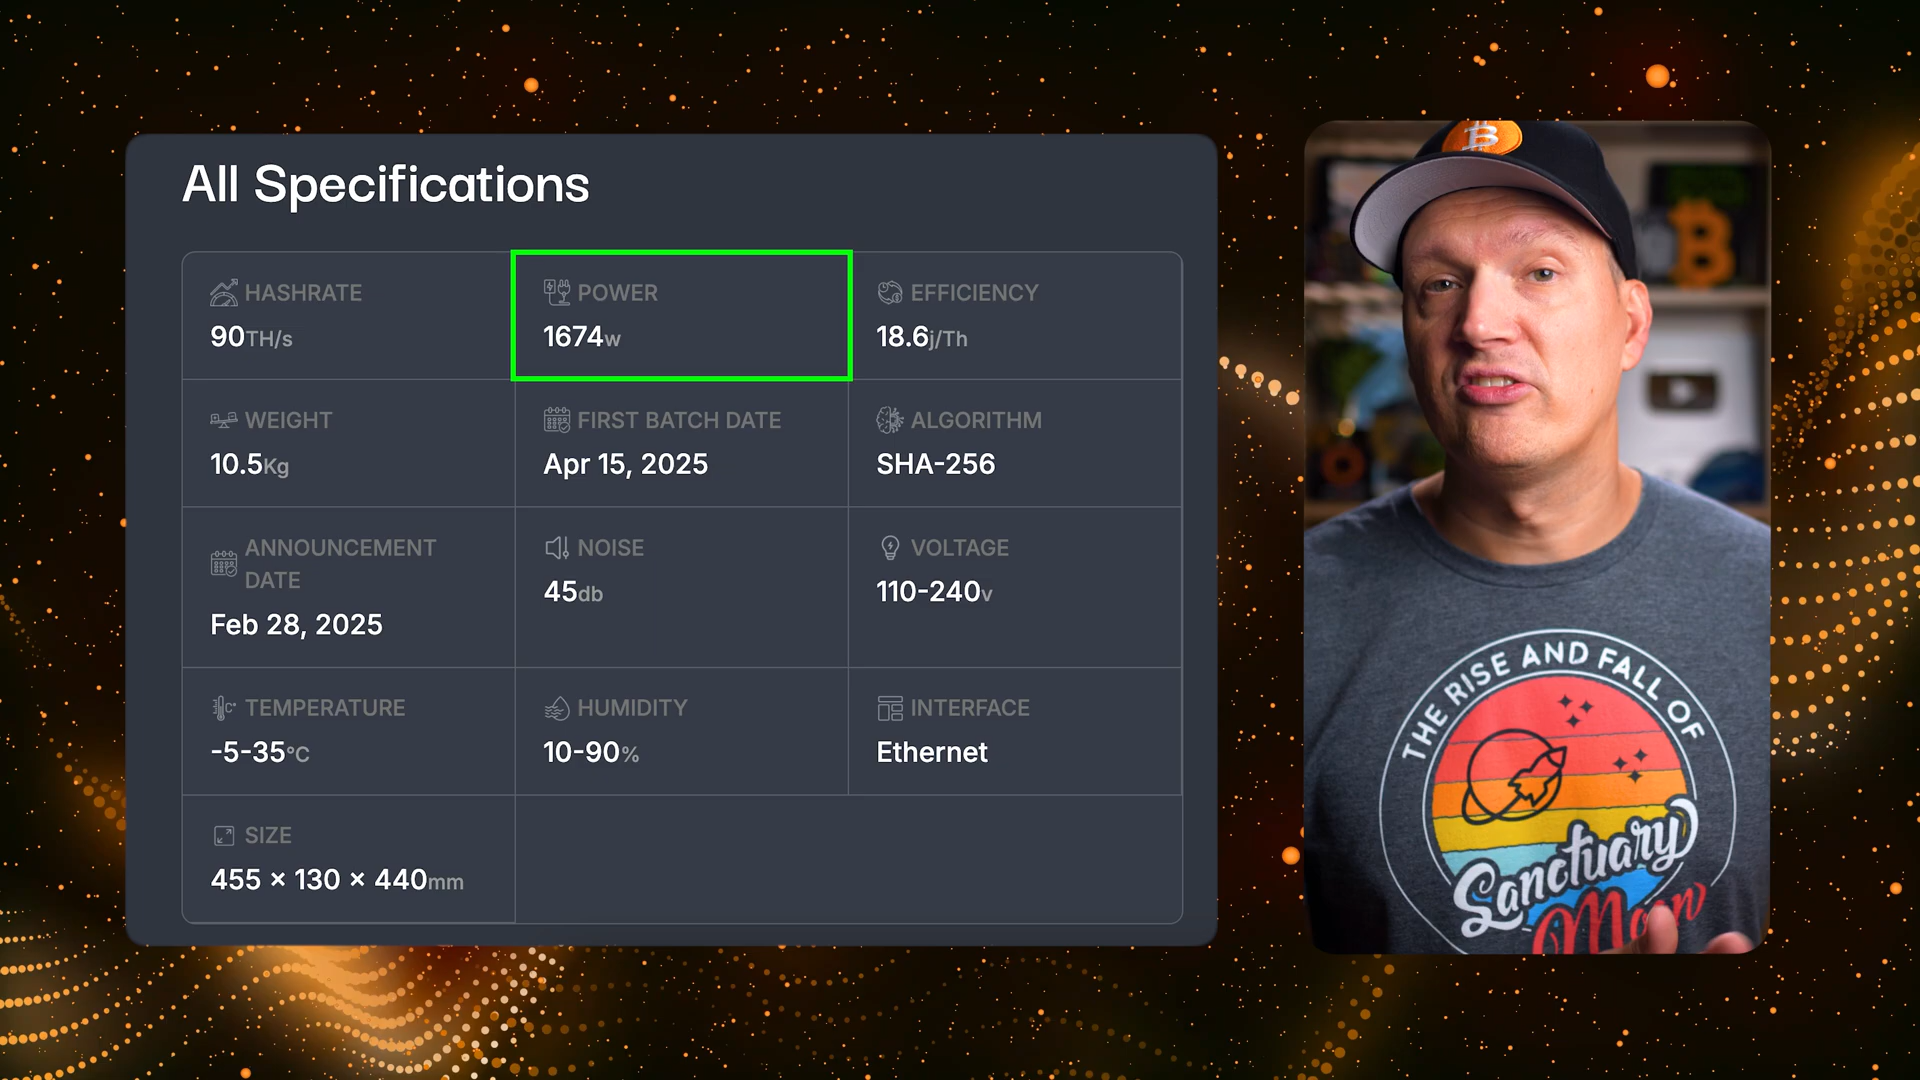 All Specifications
HASHRATE
90TH/s
POWER
1674w
EFFICIENCY
18.6j/Th
WEIGHT
10.5Kg
FIRST BATCH DATE
Apr 15, 2025
ALGORITHM
SHA-256
ANNOUNCEMENT
DATE
Feb 28, 2025
NOISE
45db
VOLTAGE
110-240v
TEMPERATURE
-5-35°C
HUMIDITY
10-90%
INTERFACE
Ethernet
SIZE
455 × 130 × 440mm
THE RISE AND FALL OF
Sanctuary
Moon